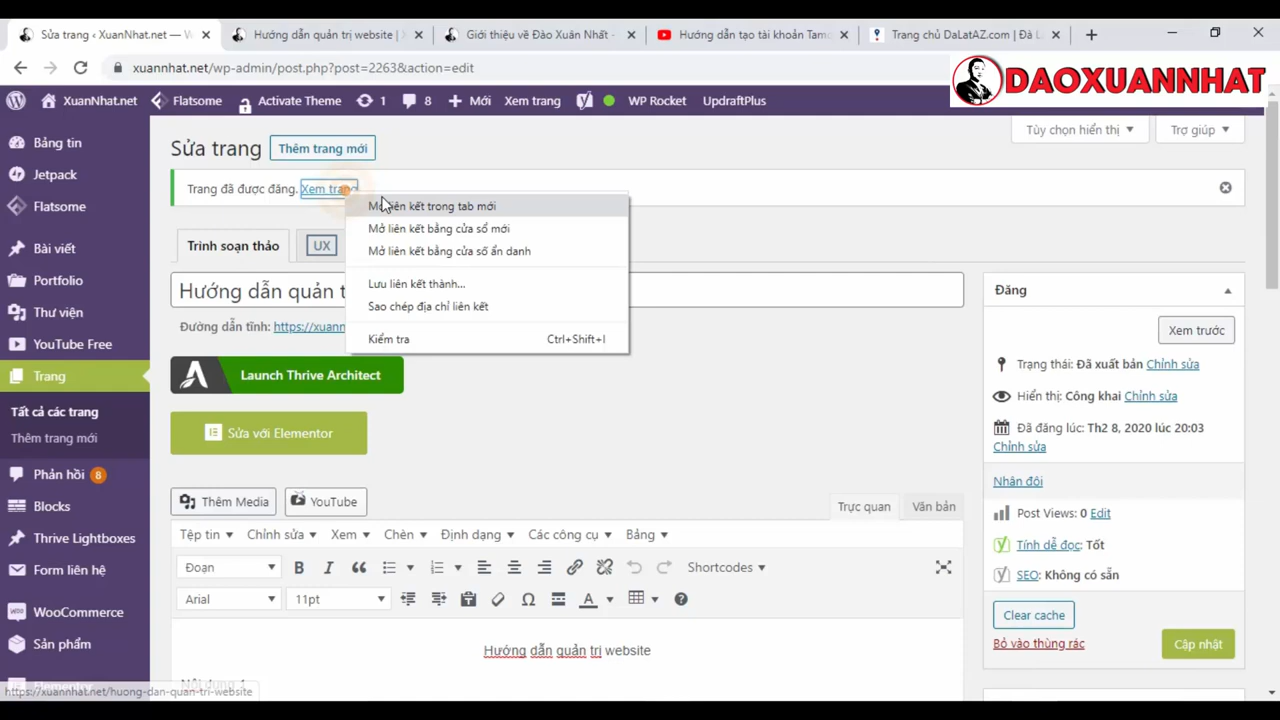 Sửa trang ‹ XuanNhat.net — W
Hướng dẫn quản trị website | X
Giới thiệu về Đào Xuân Nhất -
Hướng dẫn tạo tài khoản Tamo
Trang chủ DaLatAZ.com | Đà L
xuannhat.net/wp-admin/post.php?post=2263&action=edit
DAOXUANNHAT
XuanNhat.net
Flatsome
Activate Theme
1
8
Mới
Xem trang
WP Rocket
UpdraftPlus
Tùy chọn hiển thị
Trợ giúp
Bảng tin
Jetpack
Flatsome
Bài viết
Portfolio
Thư viện
YouTube Free
Trang
Tất cả các trang
Thêm trang mới
Phản hồi 8
Blocks
Thrive Lightboxes
Form liên hệ
WooCommerce
Sản phẩm
Sửa trang
Thêm trang mới
Trang đã được đăng. Xem trang
Mở liên kết trong tab mới
Mở liên kết bằng cửa sổ mới
Mở liên kết bằng cửa sổ ẩn danh
Lưu liên kết thành...
Sao chép địa chỉ liên kết
Kiểm tra Ctrl+Shift+I
Trình soạn thảo
UX
Hướng dẫn quản t
Đường dẫn tĩnh: https://xuann
Launch Thrive Architect
Sửa với Elementor
Thêm Media
YouTube
Trực quan
Văn bản
Tệp tin
Chỉnh sửa
Xem
Chèn
Định dạng
Các công cụ
Bảng
Đoạn
Shortcodes
Arial
11pt
Hướng dẫn quản trị website
Đăng
Xem trước
Trạng thái: Đã xuất bản Chỉnh sửa
Hiển thị: Công khai Chỉnh sửa
Đã đăng lúc: Th2 8, 2020 lúc 20:03
Chỉnh sửa
Nhân đôi
Post Views: 0 Edit
Tính dễ đọc: Tốt
SEO: Không có sẵn
Clear cache
Bỏ vào thùng rác
Cập nhật
https://xuannhat.net/huong-dan-quan-tri-website